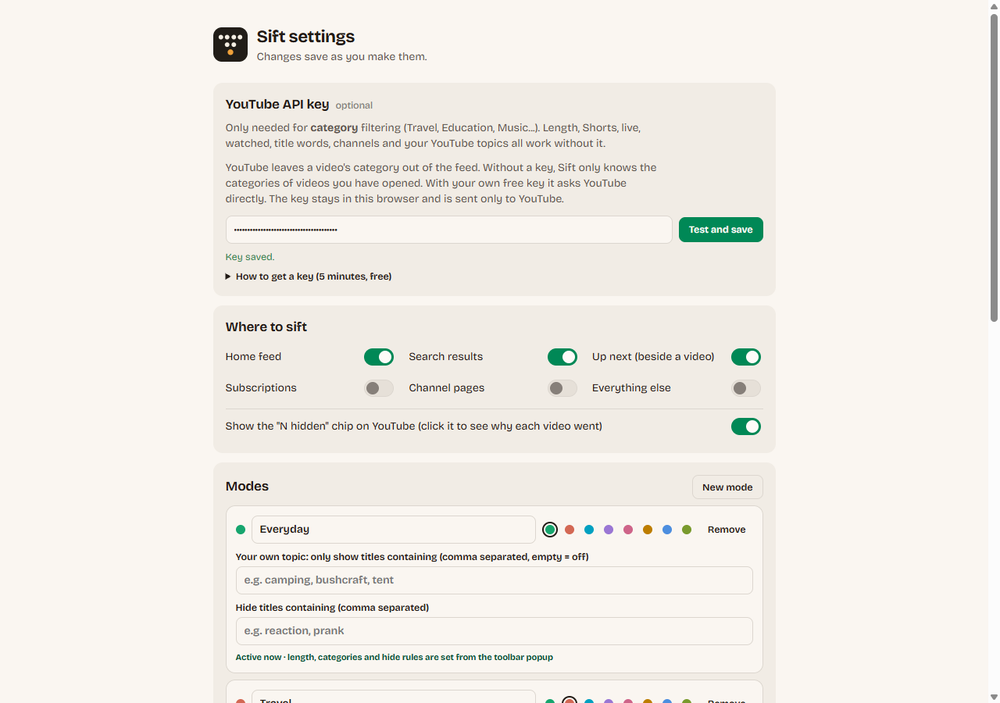 Sift settings
Changes save as you make them.
YouTube API key optional
Only needed for category filtering (Travel, Education, Music...). Length, Shorts, live,
watched, title words, channels and your YouTube topics all work without it.
YouTube leaves a video's category out of the feed. Without a key, Sift only knows the
categories of videos you have opened. With your own free key it asks YouTube
directly. The key stays in this browser and is sent only to YouTube.
Test and save
Key saved.
How to get a key (5 minutes, free)
Where to sift
Home feed Search results Up next (beside a video)
Subscriptions Channel pages Everything else
Show the "N hidden" chip on YouTube (click it to see why each video went)
Modes New mode
Everyday Remove
Your own topic: only show titles containing (comma separated, empty = off)
e.g. camping, bushcraft, tent
Hide titles containing (comma separated)
e.g. reaction, prank
Active now · length, categories and hide rules are set from the toolbar popup
Travel Remove